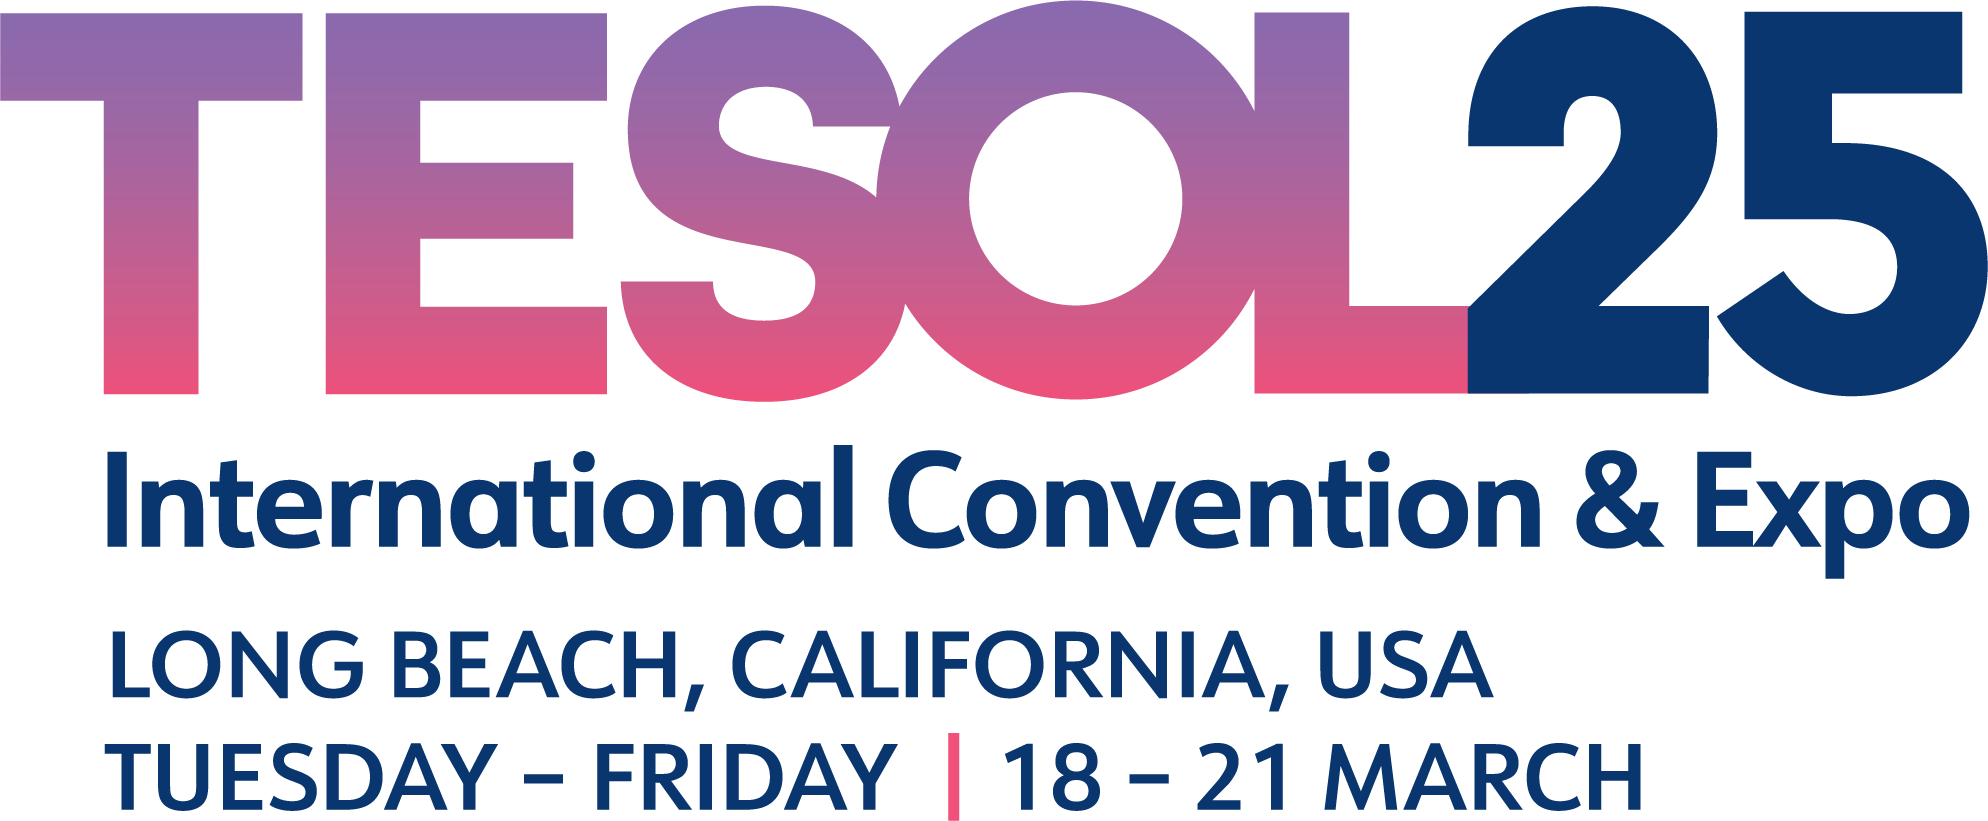 TESOL25
International Convention & Expo
LONG BEACH, CALIFORNIA, USA
TUESDAY – FRIDAY | 18 – 21 MARCH